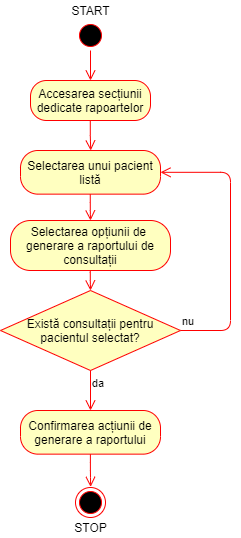 START
Accesarea secțiunii
dedicate rapoartelor
Selectarea unui pacient
listă
Selectarea opțiunii de
generare a raportului de
consultații
Există consultații pentru
pacientul selectat?
nu
da
Confirmarea acțiunii de
generare a raportului
STOP